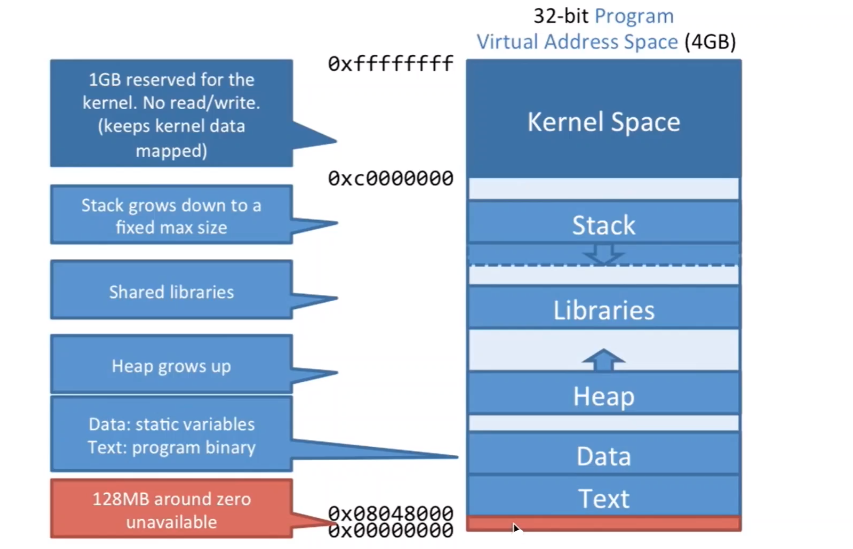 32-bit Program
Virtual Address Space (4GB)
1GB reserved for the
kernel. No read/write.
(keeps kernel data
mapped)
0xffffffff
Kernel Space
0xc0000000
Stack grows down to a
fixed max size
Stack
Shared libraries
Libraries
Heap grows up
Heap
Data: static variables
Text: program binary
Data
Text
128MB around zero
unavailable
0x08048000
0x00000000